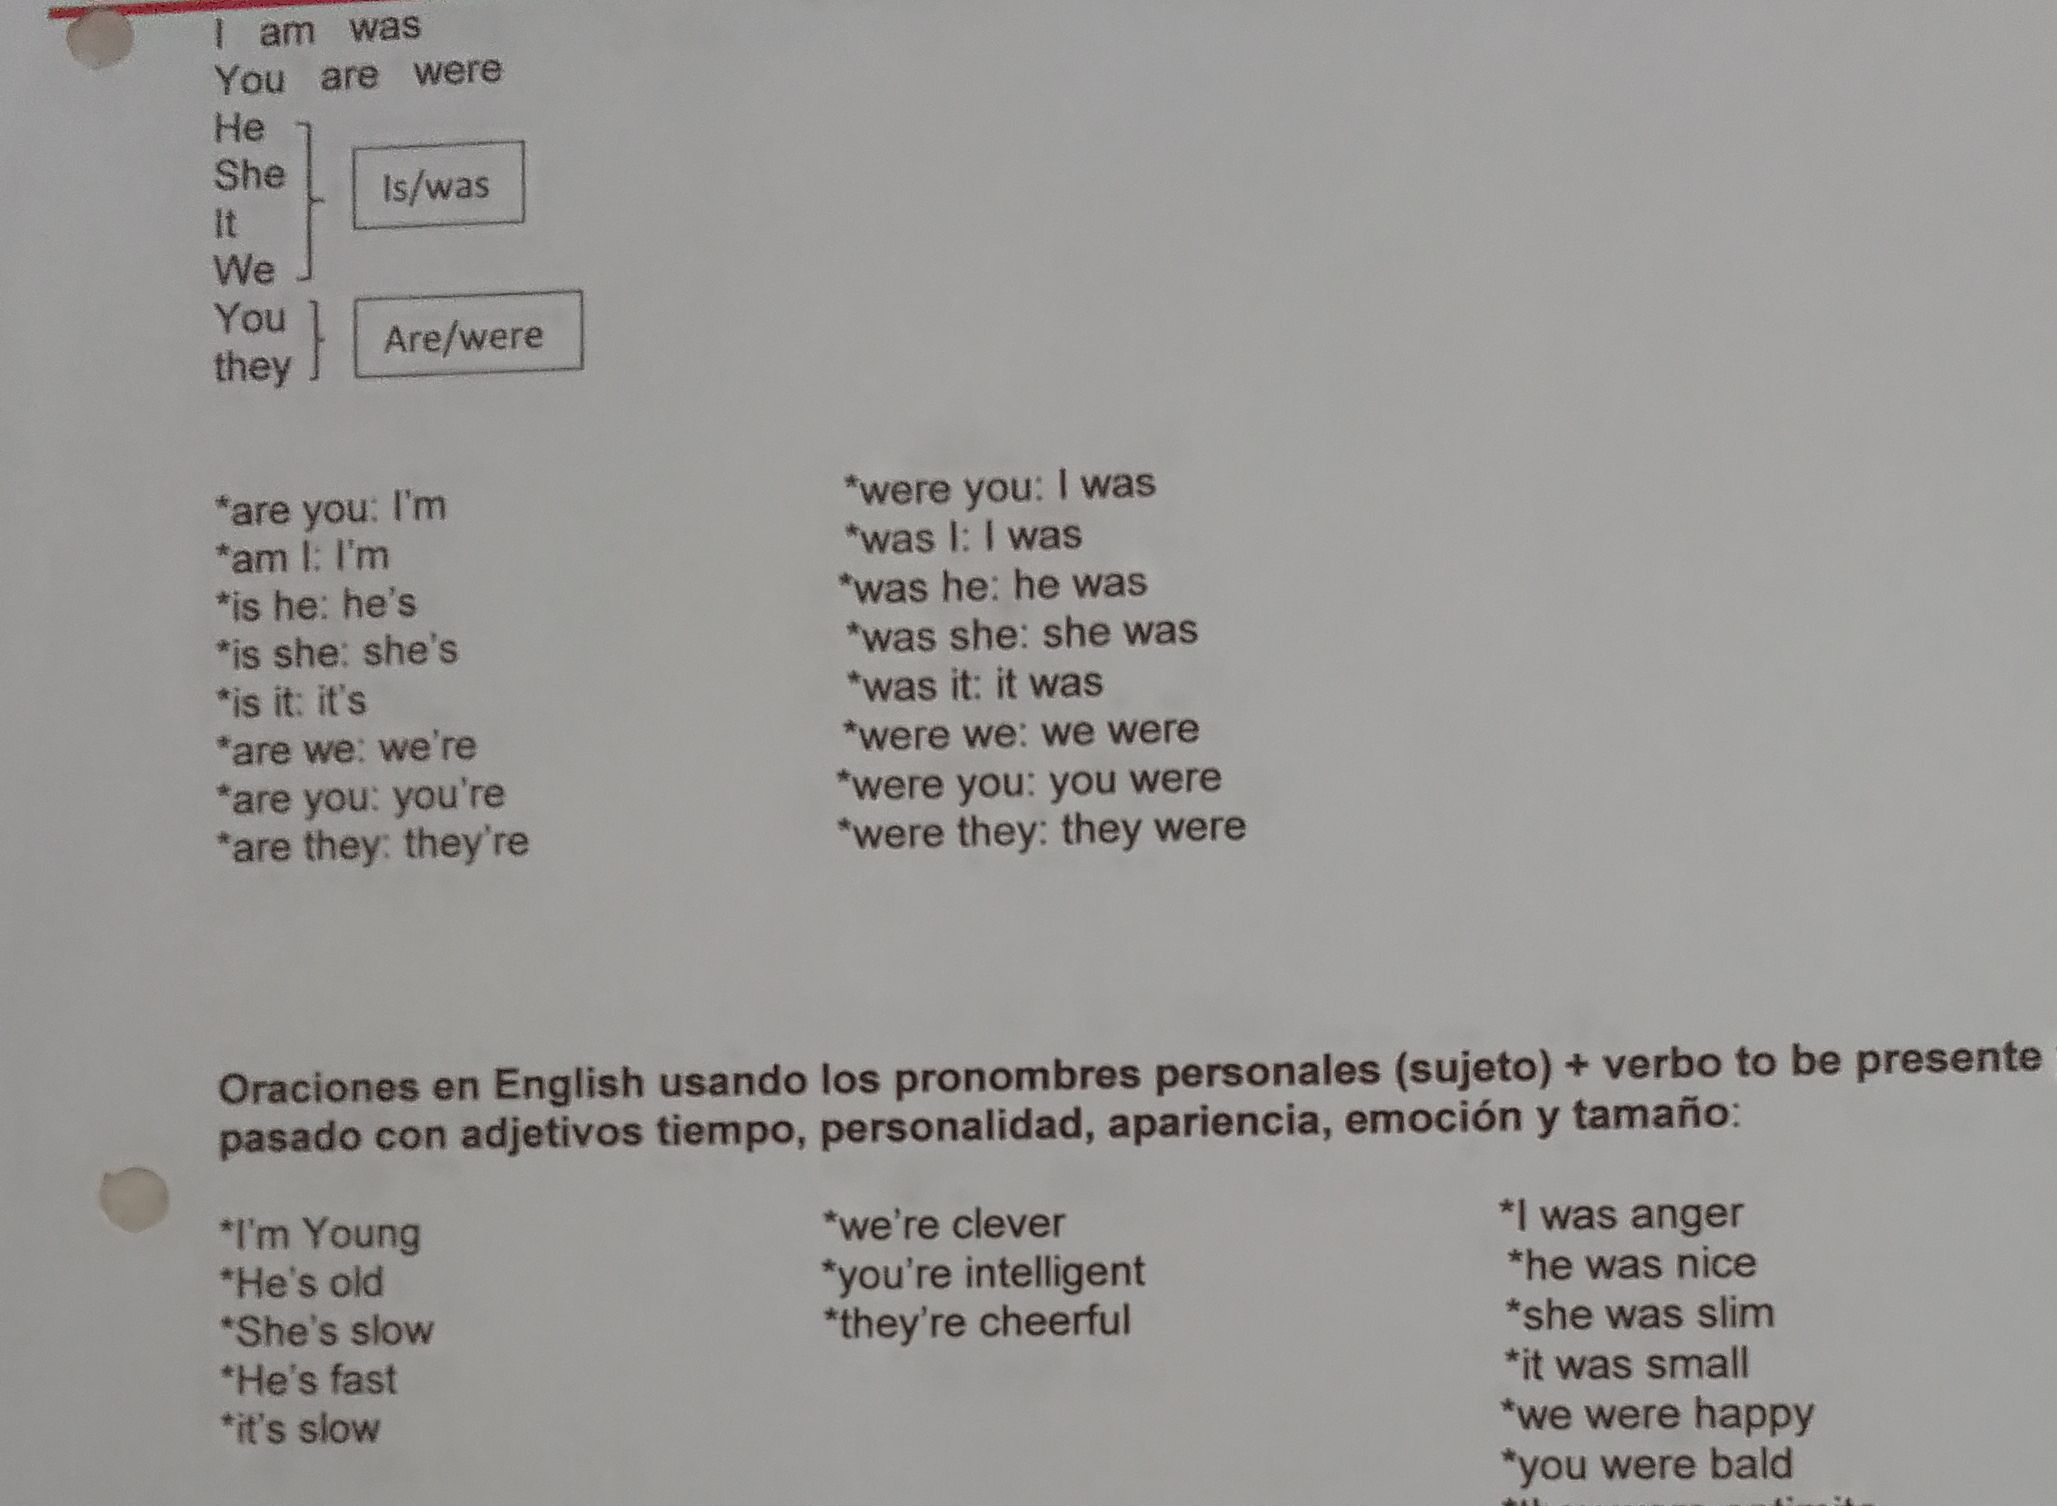 I am was
You are were
He
She
It
We
Is/was
You
they
Are/were
*are you: I'm
*am I: I'm
*is he: he's
*is she: she's
*is it: it's
*are we: we're
*are you: you're
*are they: they're
*were you: I was
*was I: I was
*was he: he was
*was she: she was
*was it: it was
*were we: we were
*were you: you were
*were they: they were
Oraciones en English usando los pronombres personales (sujeto) + verbo to be presente
pasado con adjetivos tiempo, personalidad, apariencia, emoción y tamaño:
*I'm Young
*He's old
*She's slow
*He's fast
*it's slow
*we're clever
*you're intelligent
*they're cheerful
*I was anger
*he was nice
*she was slim
*it was small
*we were happy
*you were bald